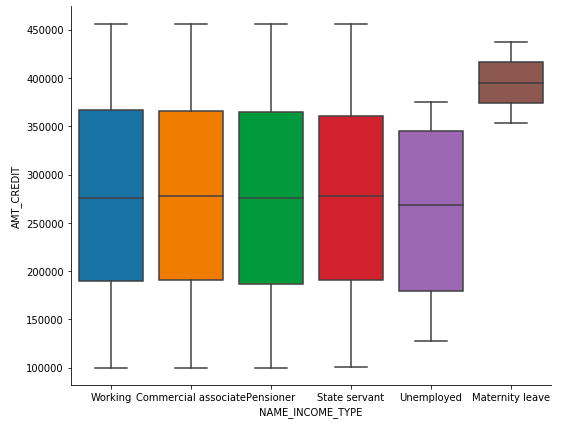 450000
400000
350000
300000
250000
200000
150000
100000
AMT_CREDIT
Working Commercial associate Pensioner State servant Unemployed Maternity leave
NAME_INCOME_TYPE